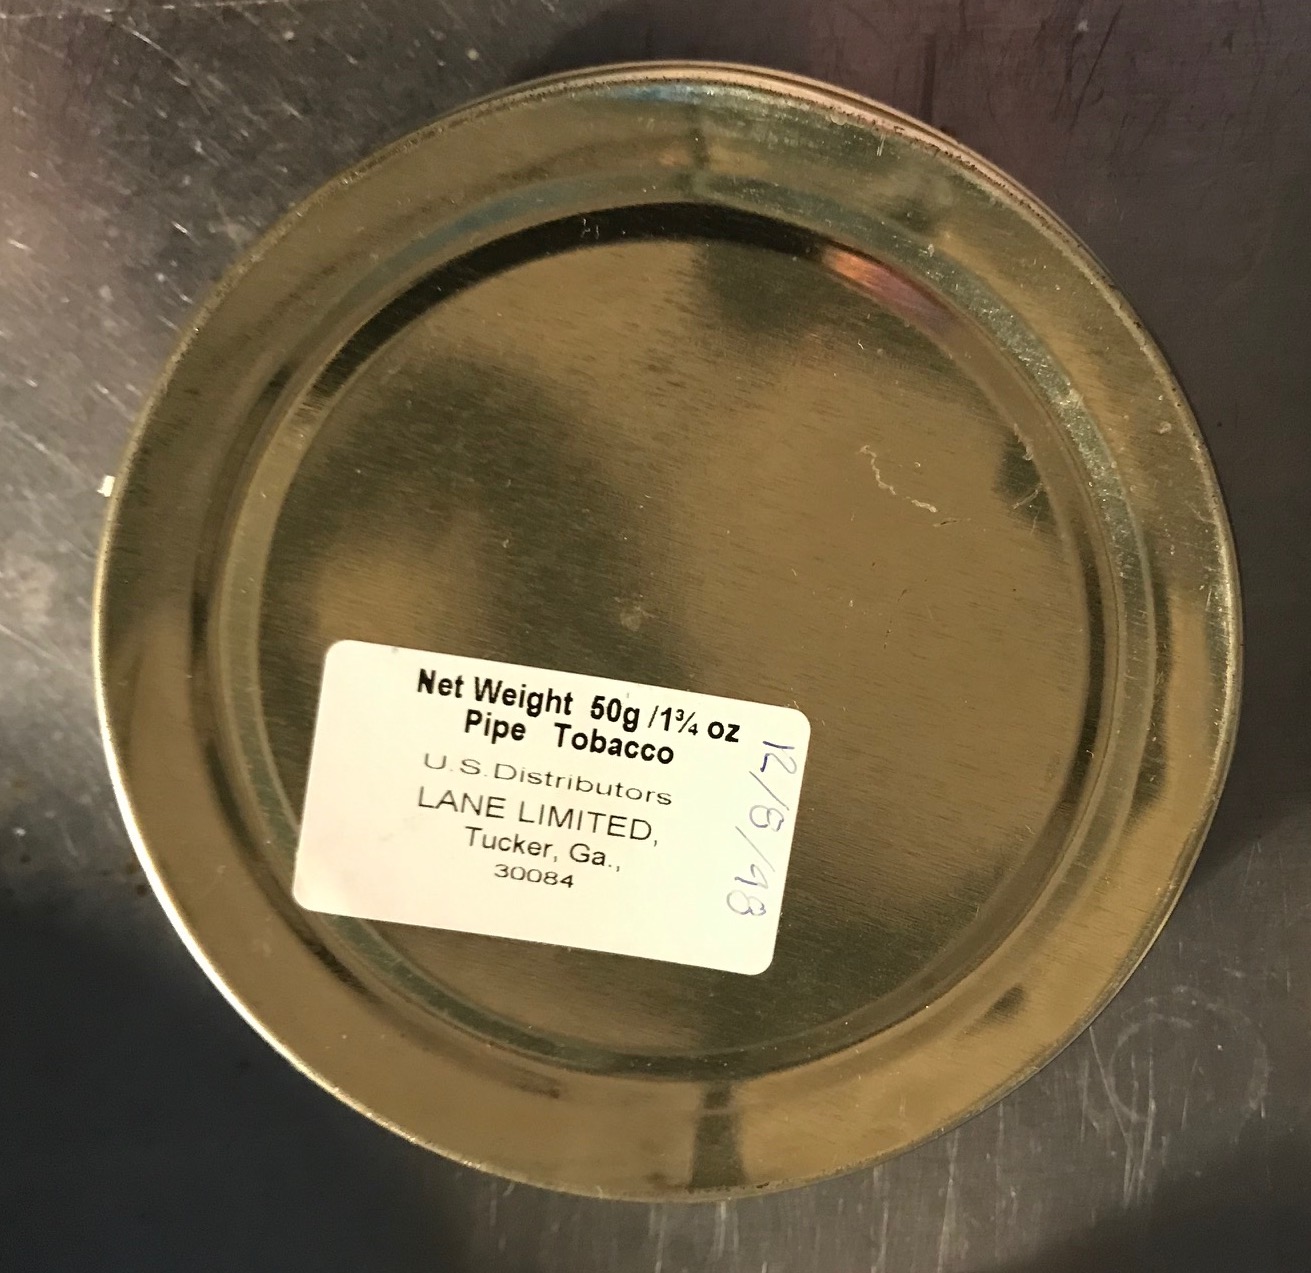 Net Weight 50g /1¾ oz
Pipe Tobacco
U.S. Distributors
LANE LIMITED,
Tucker, Ga.,
30084
12/8/98